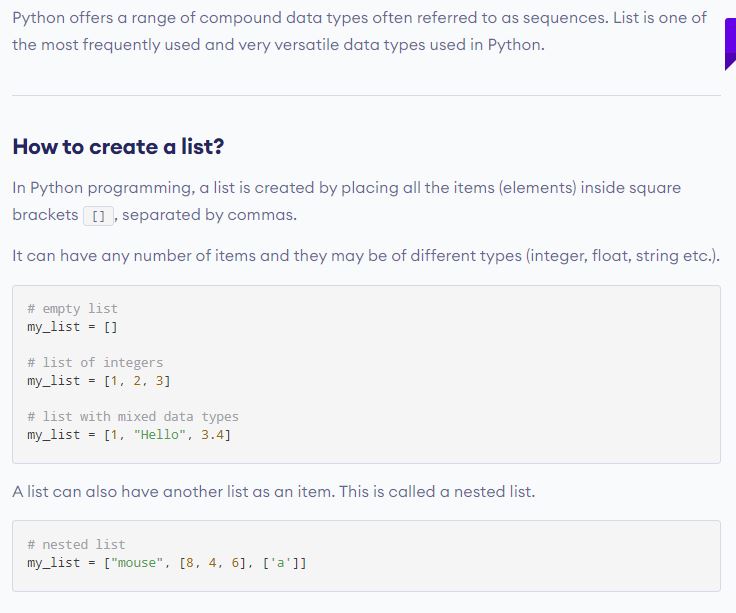 Python offers a range of compound data types often referred to as sequences. List is one of
the most frequently used and very versatile data types used in Python.
How to create a list?
In Python programming, a list is created by placing all the items (elements) inside square
brackets [], separated by commas.
It can have any number of items and they may be of different types (integer, float, string etc.).
# empty list
my_list = []
# list of integers
my_list = [1, 2, 3]
# list with mixed data types
my_list = [1, "Hello", 3.4]
A list can also have another list as an item. This is called a nested list.
# nested list
my_list = ["mouse", [8, 4, 6], ['a']]